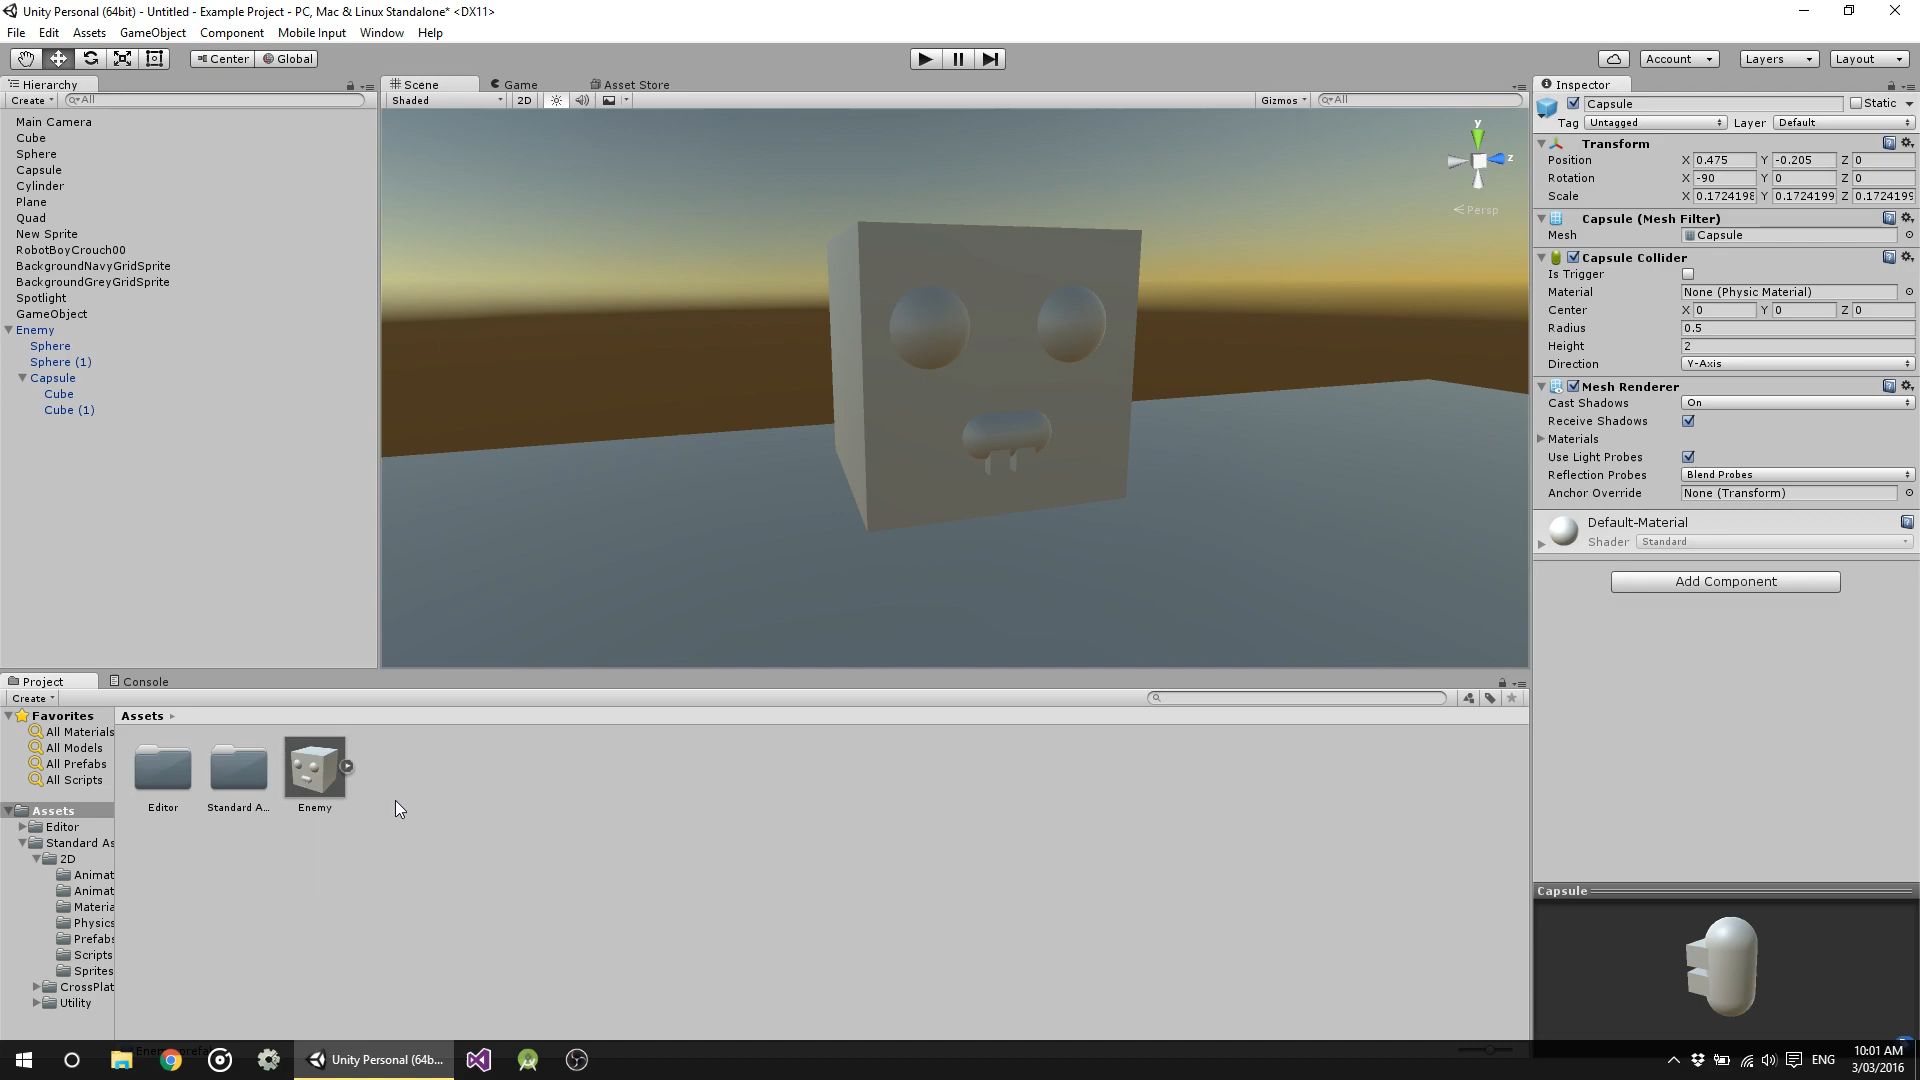 Unity Personal (64bit) - Untitled - Example Project - PC, Mac & Linux Standalone* <DX11>
File Edit Assets GameObject Component Mobile Input Window Help
Center Global Account Layers Layout
Hierarchy
Create All
Main Camera
Cube
Sphere
Capsule
Cylinder
Plane
Quad
New Sprite
RobotBoyCrouch00
BackgroundNavyGridSprite
BackgroundGreyGridSprite
Spotlight
GameObject
Enemy
Sphere
Sphere (1)
Capsule
Cube
Cube (1)
Scene Game Asset Store
Shaded 2D Gizmos All
y
z
Persp
Inspector
Capsule Static
Tag Untagged Layer Default
Transform
Position X 0.475 Y -0.205 Z 0
Rotation X -90 Y 0 Z 0
Scale X 0.1724198 Y 0.1724199 Z 0.1724199
Capsule (Mesh Filter)
Mesh Capsule
Capsule Collider
Is Trigger
Material None (Physic Material)
Center X 0 Y 0 Z 0
Radius 0.5
Height 2
Direction Y-Axis
Mesh Renderer
Cast Shadows On
Receive Shadows
Materials
Use Light Probes
Reflection Probes Blend Probes
Anchor Override None (Transform)
Default-Material
Shader Standard
Add Component
Capsule
Project Console
Create
Favorites
All Materials
All Models
All Prefabs
All Scripts
Assets
Editor
Standard As
2D
Animat
Animat
Materia
Physics
Prefabs
Scripts
Sprites
CrossPlat
Utility
Assets
Editor Standard A... Enemy
Unity Personal (64b...
ENG
10:01 AM
3/03/2016